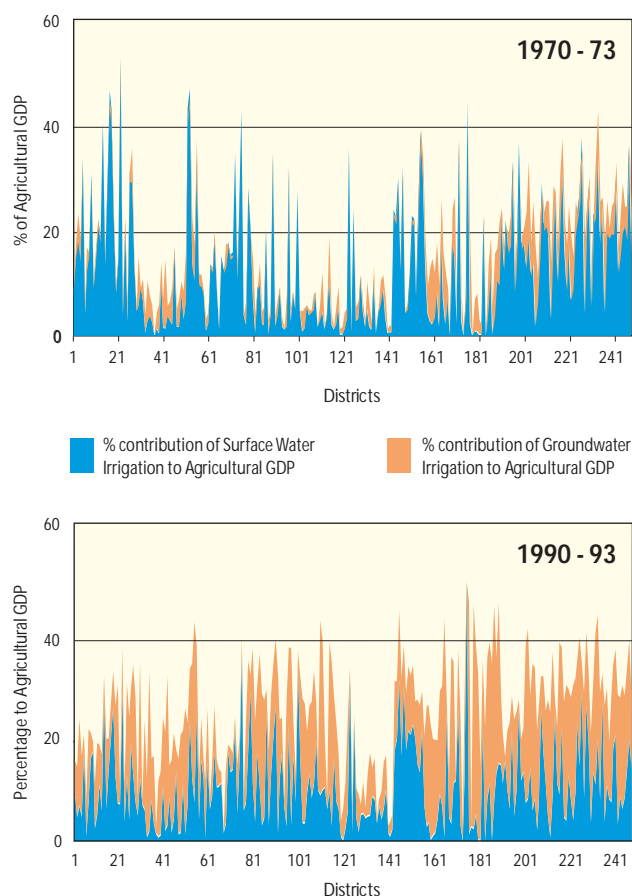 60
1970 - 73
40
20
0
% of Agricultural GDP
1 21 41 61 81 101 121 141 161 181 201 221 241
Districts
% contribution of Surface Water
Irrigation to Agricultural GDP
% contribution of Groundwater
Irrigation to Agricultural GDP
60
1990 - 93
40
20
0
Percentage to Agricultural GDP
1 21 41 61 81 101 121 141 161 181 201 221 241
Districts